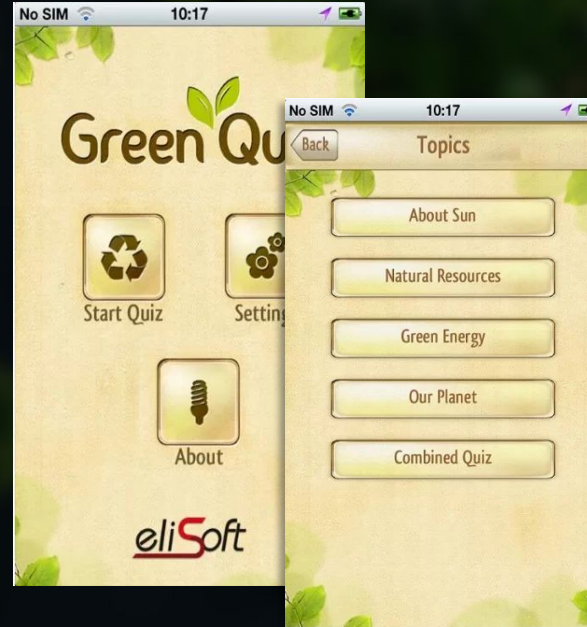 No SIM 10:17
Green Qu
Start Quiz
Setting
About
eliSoft
No SIM 10:17
Back
Topics
About Sun
Natural Resources
Green Energy
Our Planet
Combined Quiz